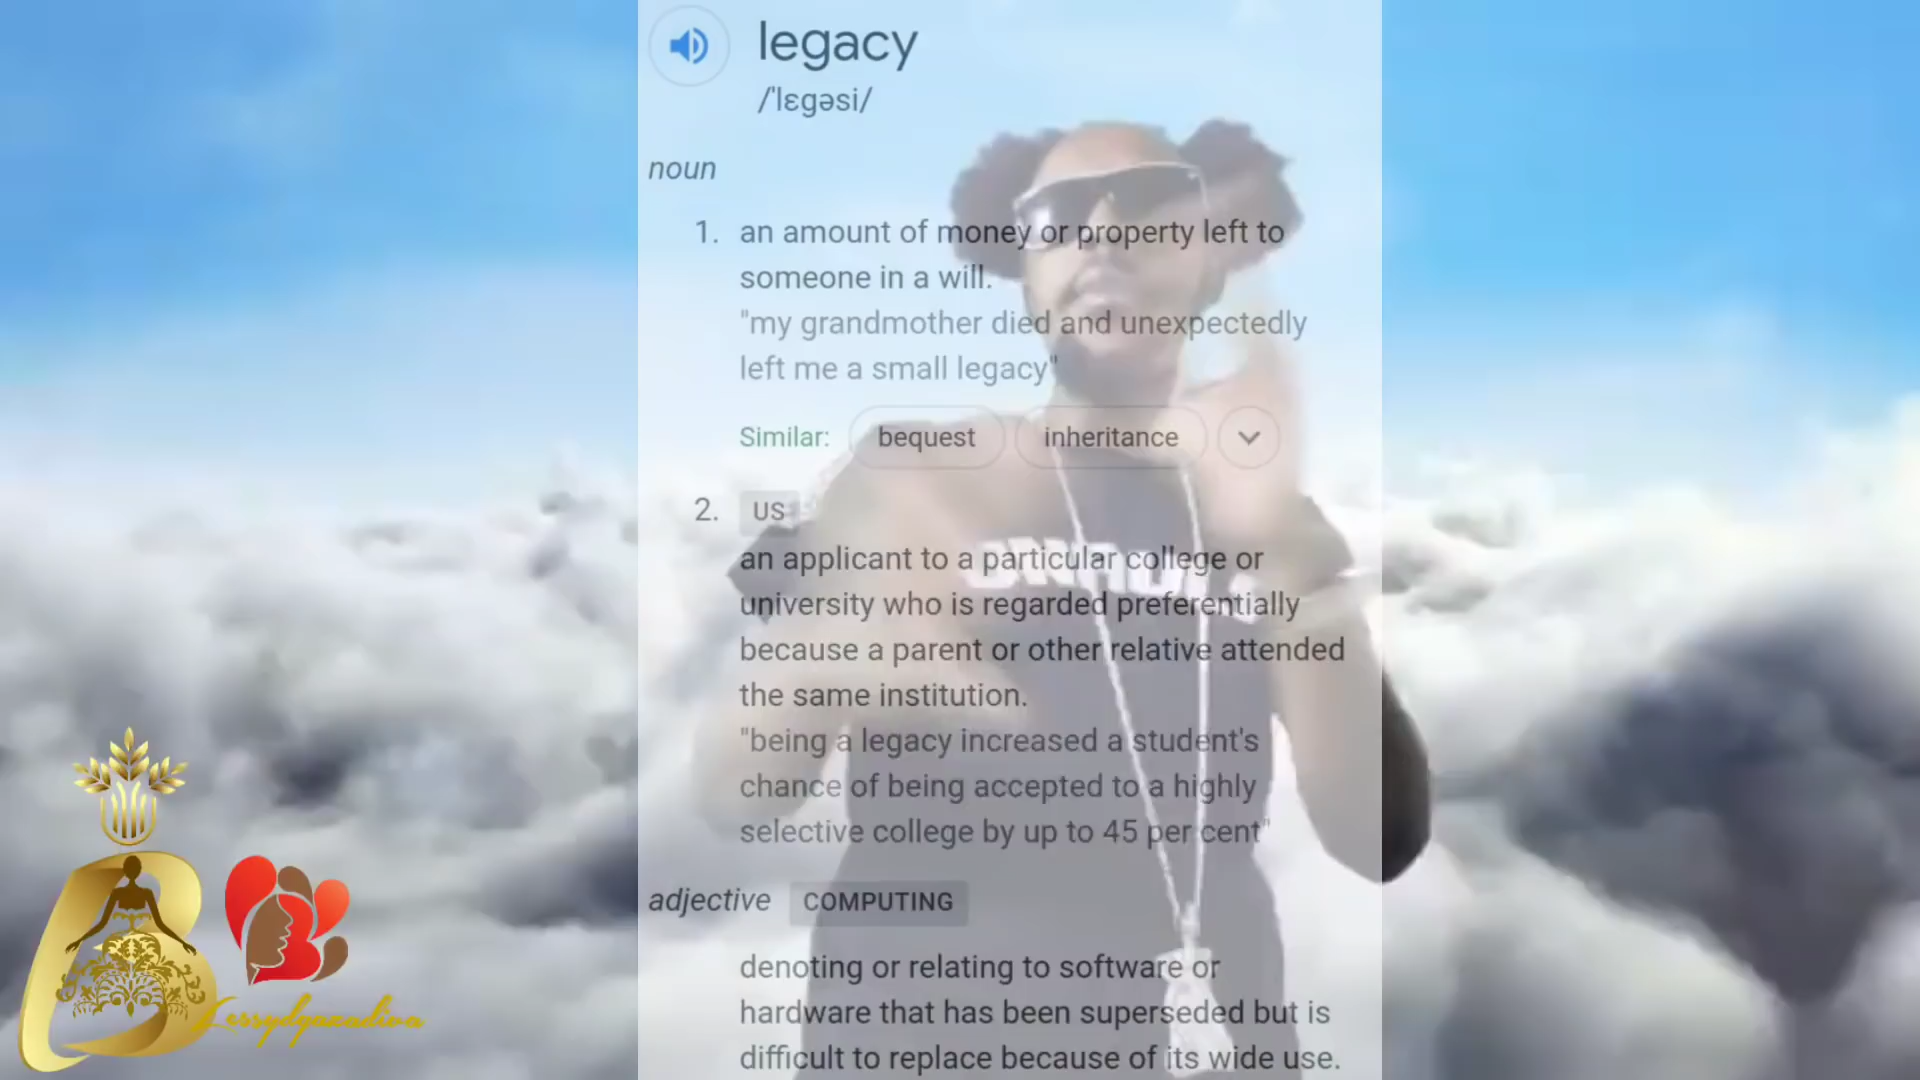 legacy
/ˈlɛɡəsi/
noun
1. an amount of money or property left to
someone in a will.
"my grandmother died and unexpectedly
left me a small legacy"
Similar: bequest inheritance
2. US
an applicant to a particular college or
university who is regarded preferentially
because a parent or other relative attended
the same institution.
"being a legacy increased a student's
chance of being accepted to a highly
selective college by up to 45 per cent"
adjective COMPUTING
denoting or relating to software or
hardware that has been superseded but is
difficult to replace because of its wide use.